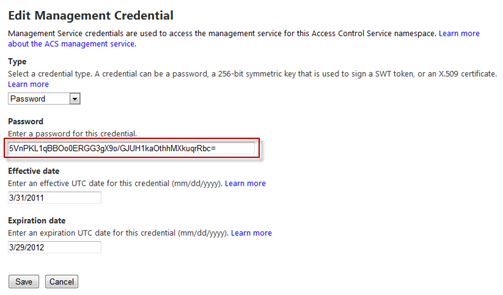 Edit Management Credential
Management Service credentials are used to access the management service for this Access Control Service namespace. Learn more
about the ACS management service.
Type
Select a credential type. A credential can be a password, a 256-bit symmetric key that is used to sign a SWT token, or an X.509 certificate.
Learn more
Password
Password
Enter a password for this credential.
5VnPKL1qBBOo0ERGG3gX9o/GJUH1kaOthhMXkuqrRbc=
Effective date
Enter an effective UTC date for this credential (mm/dd/yyyy). Learn more
3/31/2011
Expiration date
Enter an expiration UTC date for this credential (mm/dd/yyyy). Learn more
3/29/2012
Save Cancel